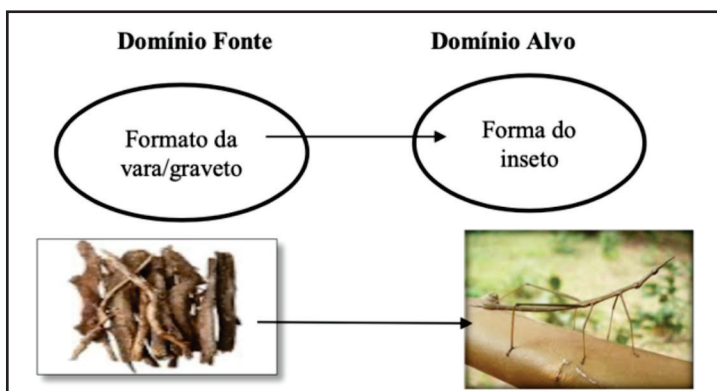 Domínio Fonte
Domínio Alvo
Formato da
vara/graveto
Forma do
inseto